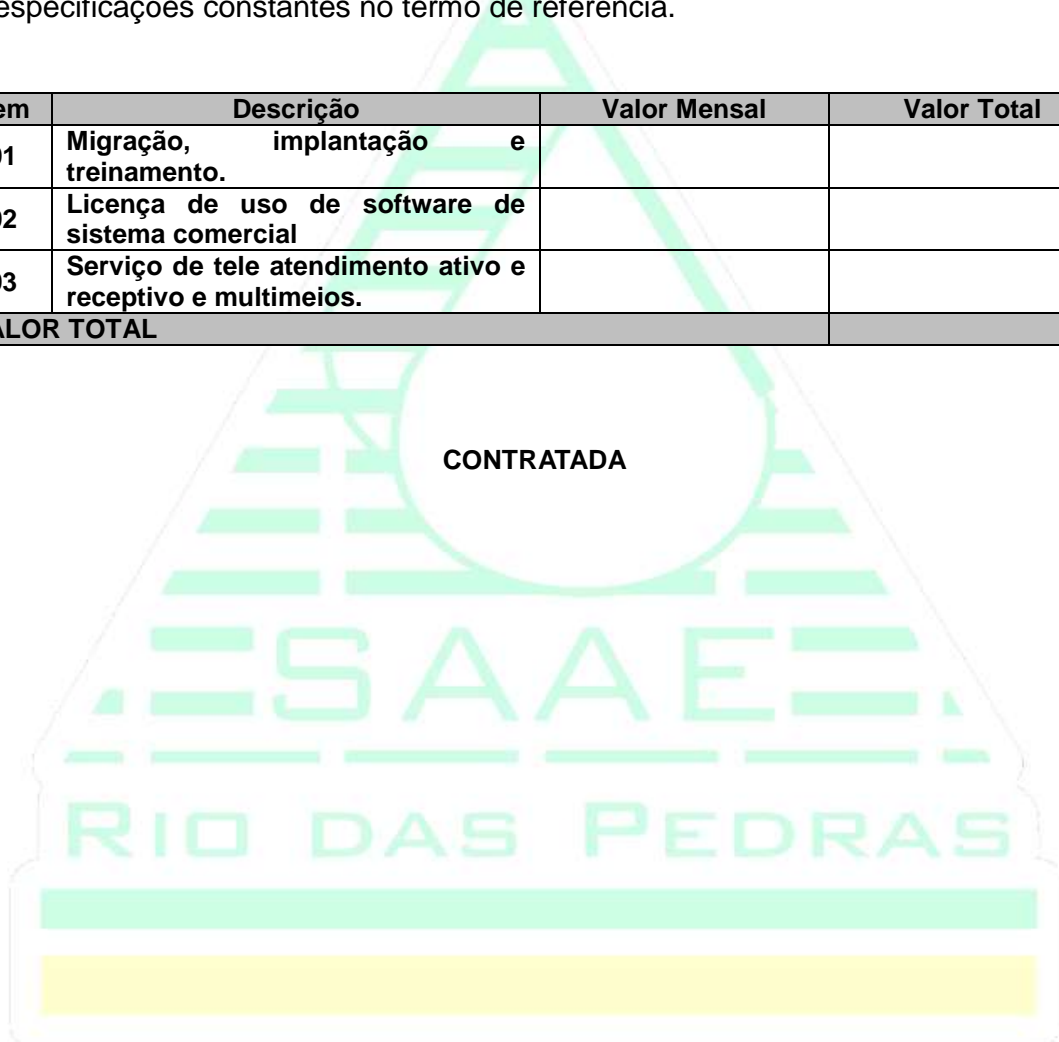 especificações constantes no termo de referência.
em Descrição Valor Mensal Valor Total
01 Migração, implantação e
treinamento.
02 Licença de uso de software de
sistema comercial
03 Serviço de tele atendimento ativo e
receptivo e multimeios.
ALOR TOTAL
CONTRATADA
SAAE
RIO DAS PEDRAS